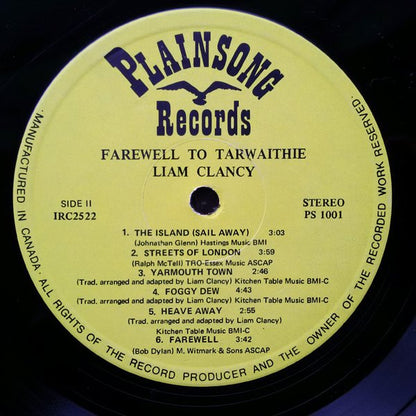 PLAINSONG
Records
FAREWELL TO TARWAITHIE
LIAM CLANCY
SIDE II
IRC2522
STEREO
PS 1001
1. THE ISLAND (SAIL AWAY) 3:03
(Johnathan Glenn) Hastings Music BMI
2. STREETS OF LONDON 3:59
(Ralph McTell) TRO-Essex Music ASCAP
3. YARMOUTH TOWN 2:46
(Trad. arranged and adapted by Liam Clancy) Kitchen Table Music BMI-C
4. FOGGY DEW 4:43
(Trad. arranged and adapted by Liam Clancy) Kitchen Table Music BMI-C
5. HEAVE AWAY 2:55
(Trad. arranged and adapted by Liam Clancy)
Kitchen Table Music BMI-C
6. FAREWELL 3:42
(Bob Dylan) M. Witmark & Sons ASCAP
MANUFACTURED IN CANADA · ALL RIGHTS OF THE RECORD PRODUCER AND THE OWNER OF THE RECORDED WORK RESERVED.